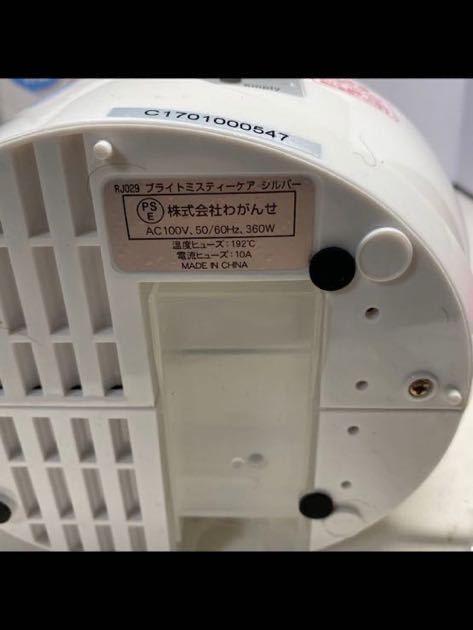 empty
C1701000547
RJ029 ブライトミスティーケア シルバー
PS
E
株式会社わがんせ
AC100V、50/60Hz、360W
温度ヒューズ:192℃
電流ヒューズ:10A
MADE IN CHINA